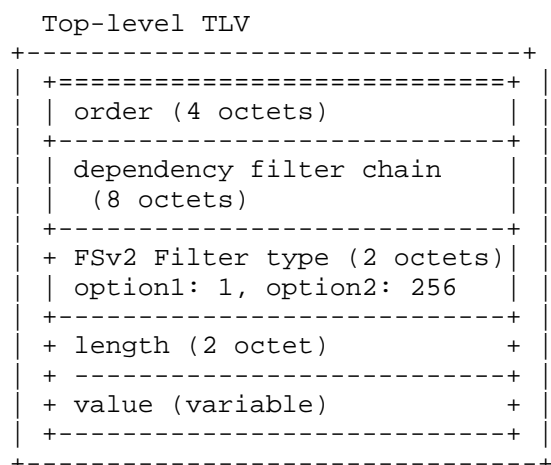 Top-level TLV
order (4 octets)
dependency filter chain
(8 octets)
FSv2 Filter type (2 octets)
option1: 1, option2: 256
length (2 octet)
value (variable)